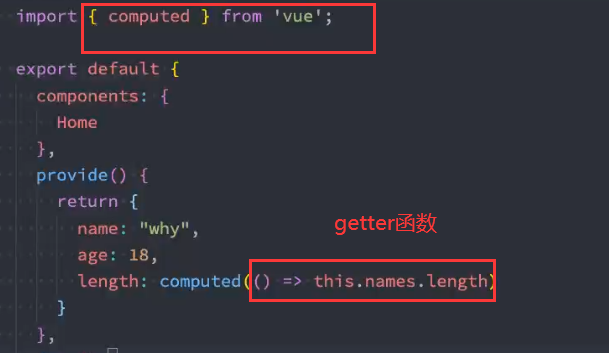 import { computed } from 'vue';
export default {
components: {
Home
},
provide() {
return {
getter函数
name: "why",
age: 18,
length: computed(() => this.names.length)
}
},